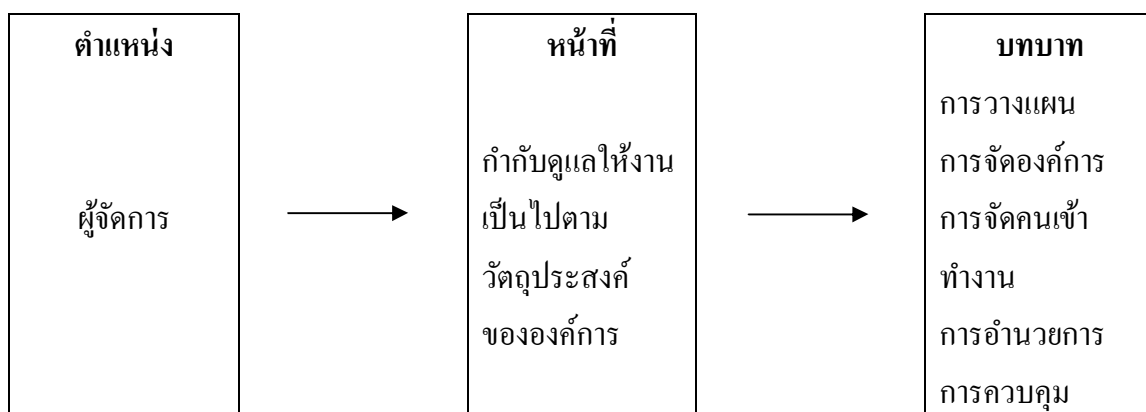 ตำแหน่ง
ผู้จัดการ
หน้าที่
กำกับดูแลให้งาน
เป็นไปตาม
วัตถุประสงค์
ขององค์การ
บทบาท
การวางแผน
การจัดองค์การ
การจัดคนเข้า
ทำงาน
การอำนวยการ
การควบคุม